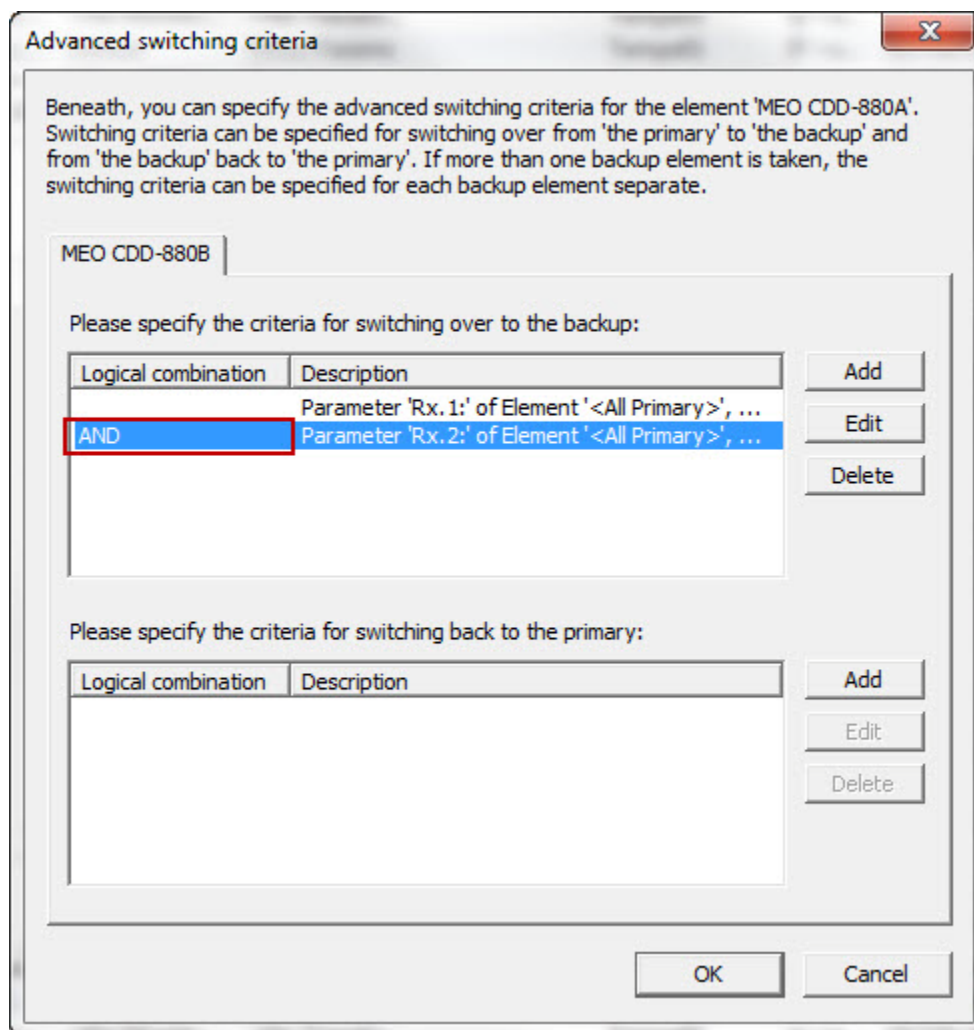 Advanced switching criteria
Beneath, you can specify the advanced switching criteria for the element 'MEO CDD-880A'.
Switching criteria can be specified for switching over from 'the primary' to 'the backup' and
from 'the backup' back to 'the primary'. If more than one backup element is taken, the
switching criteria can be specified for each backup element separate.
MEO CDD-880B
Please specify the criteria for switching over to the backup:
Logical combination Description
Add
Parameter 'Rx.1:' of Element '<All Primary>', ...
Edit
AND Parameter 'Rx.2:' of Element '<All Primary>', ...
Delete
Please specify the criteria for switching back to the primary:
Logical combination Description
Add
Edit
Delete
OK Cancel